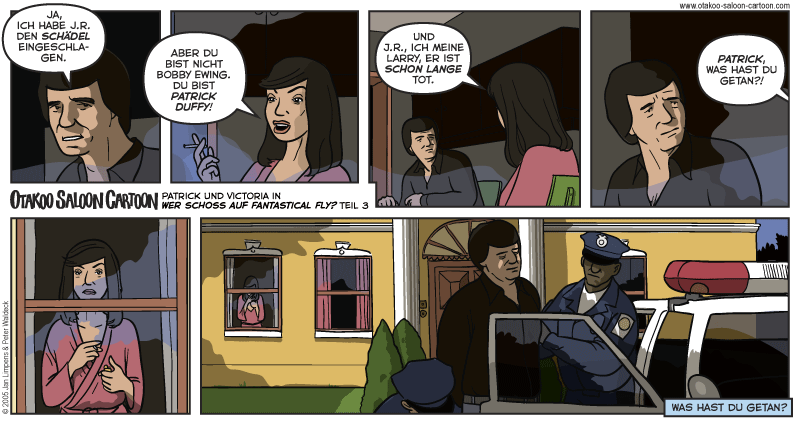 www.otakoo-saloon-cartoon.com
JA,
ICH HABE J.R.
DEN SCHÄDEL
EINGESCHLA-
GEN.
ABER DU
BIST NICHT
BOBBY EWING.
DU BIST
PATRICK
DUFFY!
UND
J.R., ICH MEINE
LARRY, ER IST
SCHON LANGE
TOT.
PATRICK,
WAS HAST DU
GETAN?!
OTAKOO SALOON CARTOON
PATRICK UND VICTORIA IN
WER SCHOSS AUF FANTASTICAL FLY? TEIL 3
© 2005 Jan Limpens & Peter Waldeck
WAS HAST DU GETAN?